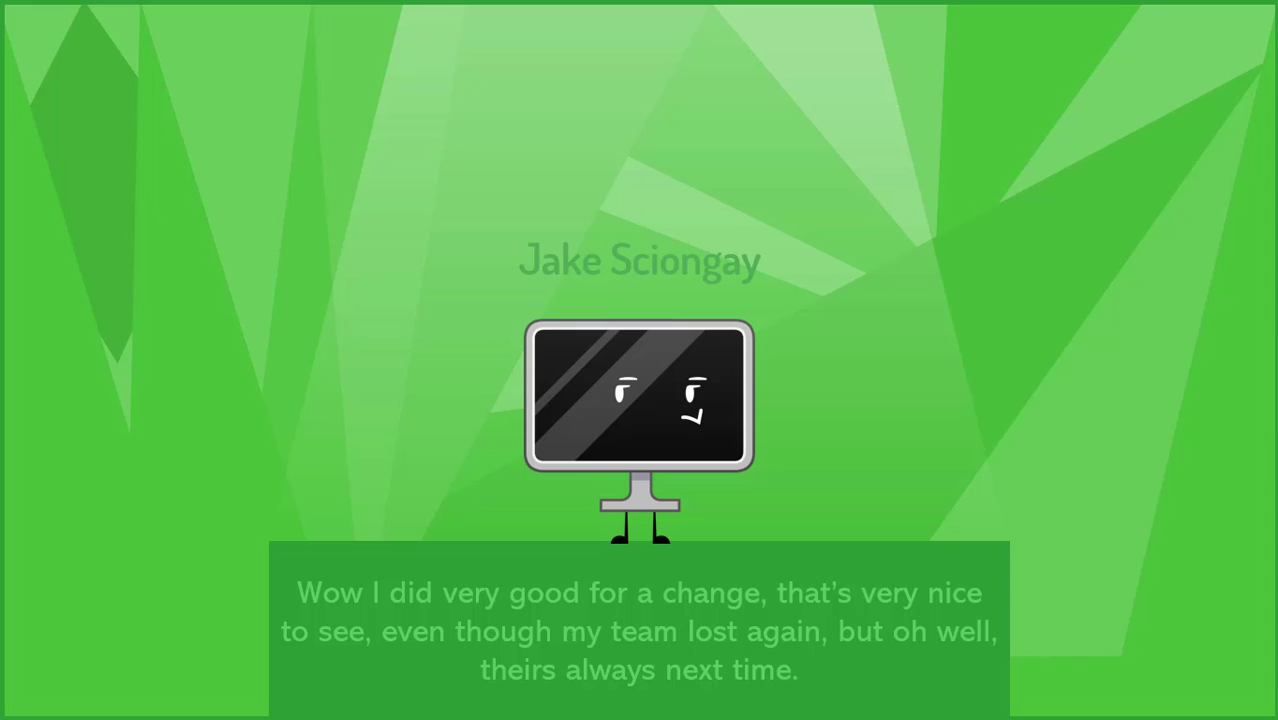 Jake Sciongay
Wow I did very good for a change, that's very nice
to see, even though my team lost again, but oh well,
theirs always next time.